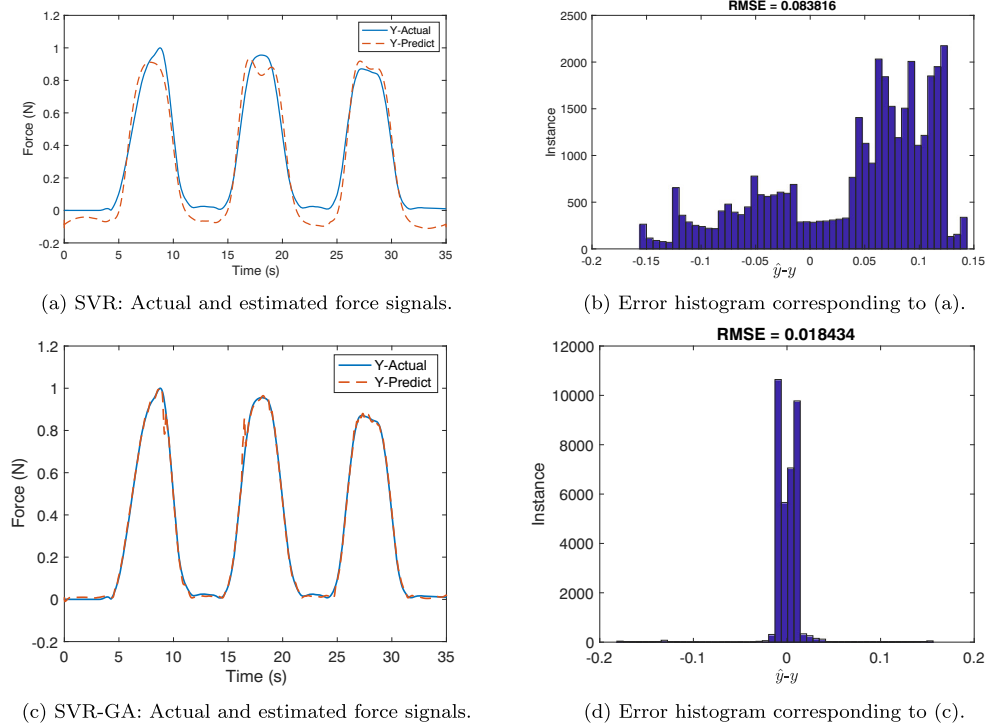 RMSE = 0.083816
1.2
1
0.8
0.6
0.4
0.2
0
-0.2
Force (N)
Y-Actual
Y-Predict
0 5 10 15 20 25 30 35
Time (s)
2500
2000
1500
1000
500
0
Instance
-0.2 -0.15 -0.1 -0.05 0 0.05 0.1 0.15
ŷ-y
(a) SVR: Actual and estimated force signals.
(b) Error histogram corresponding to (a).
1.2
1
0.8
0.6
0.4
0.2
0
-0.2
Force (N)
Y-Actual
Y-Predict
0 5 10 15 20 25 30 35
Time (s)
RMSE = 0.018434
12000
10000
8000
6000
4000
2000
0
Instance
-0.2 -0.1 0 0.1 0.2
ŷ-y
(c) SVR-GA: Actual and estimated force signals.
(d) Error histogram corresponding to (c).